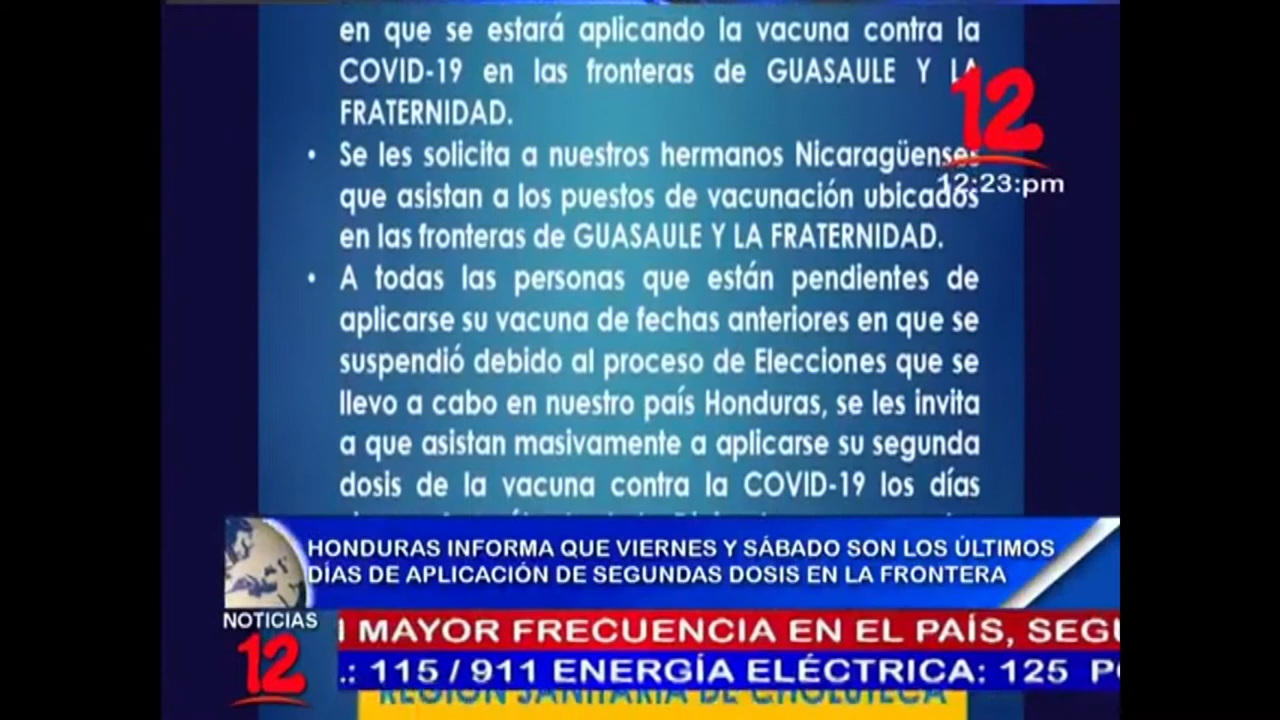 en que se estará aplicando la vacuna contra la
COVID-19 en las fronteras de GUASAULE Y LA
FRATERNIDAD.
• Se les solicita a nuestros hermanos Nicaragüenses
que asistan a los puestos de vacunación ubicados
en las fronteras de GUASAULE Y LA FRATERNIDAD.
• A todas las personas que están pendientes de
aplicarse su vacuna de fechas anteriores en que se
suspendió debido al proceso de Elecciones que se
llevo a cabo en nuestro país Honduras, se les invita
a que asistan masivamente a aplicarse su segunda
dosis de la vacuna contra la COVID-19 los días
12
12:23:pm
HONDURAS INFORMA QUE VIERNES Y SÁBADO SON LOS ÚLTIMOS
DÍAS DE APLICACIÓN DE SEGUNDAS DOSIS EN LA FRONTERA
NOTICIAS
12
MAYOR FRECUENCIA EN EL PAÍS,
.: 115 / 911 ENERGÍA ELÉCTRICA: 125
REGION SANITARIA DE CHOLUTECA